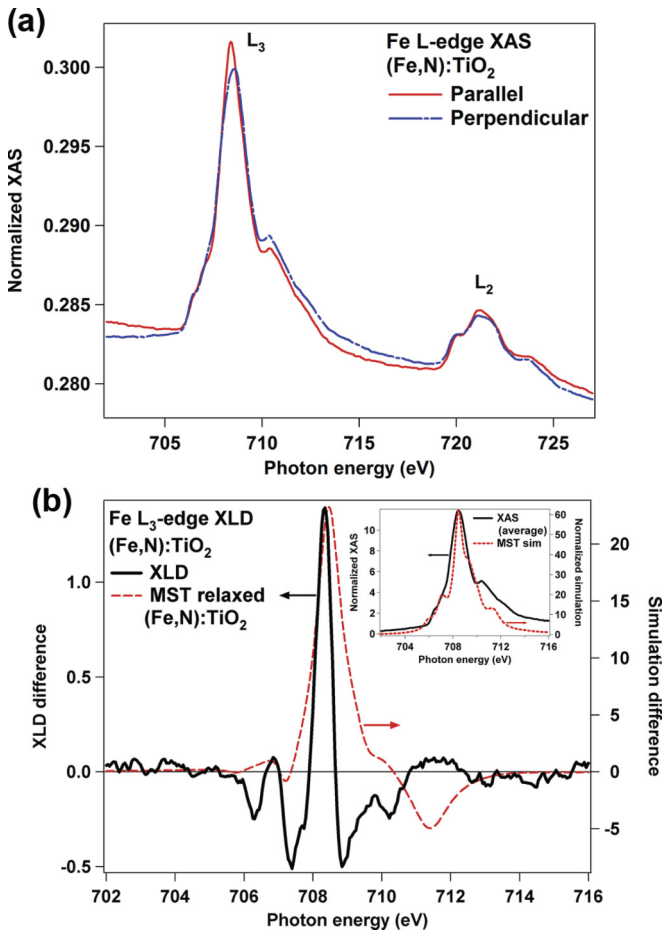 (a)
L₃
Fe L-edge XAS
(Fe,N):TiO₂
Parallel
Perpendicular
L₂
Normalized XAS
0.300
0.295
0.290
0.285
0.280
705 710 715 720 725
Photon energy (eV)
(b)
Fe L₃-edge XLD
(Fe,N):TiO₂
XLD
MST relaxed
(Fe,N):TiO₂
XAS
(average)
MST sim
Normalized XAS
10
8
6
4
2
0
60
50
40
30
20
10
0
Normalized simulation
704 708 712 716
Photon energy (eV)
XLD difference
1.0
0.5
0.0
-0.5
20
10
0
-5
Simulation difference
702 704 706 708 710 712 714 716
Photon energy (eV)